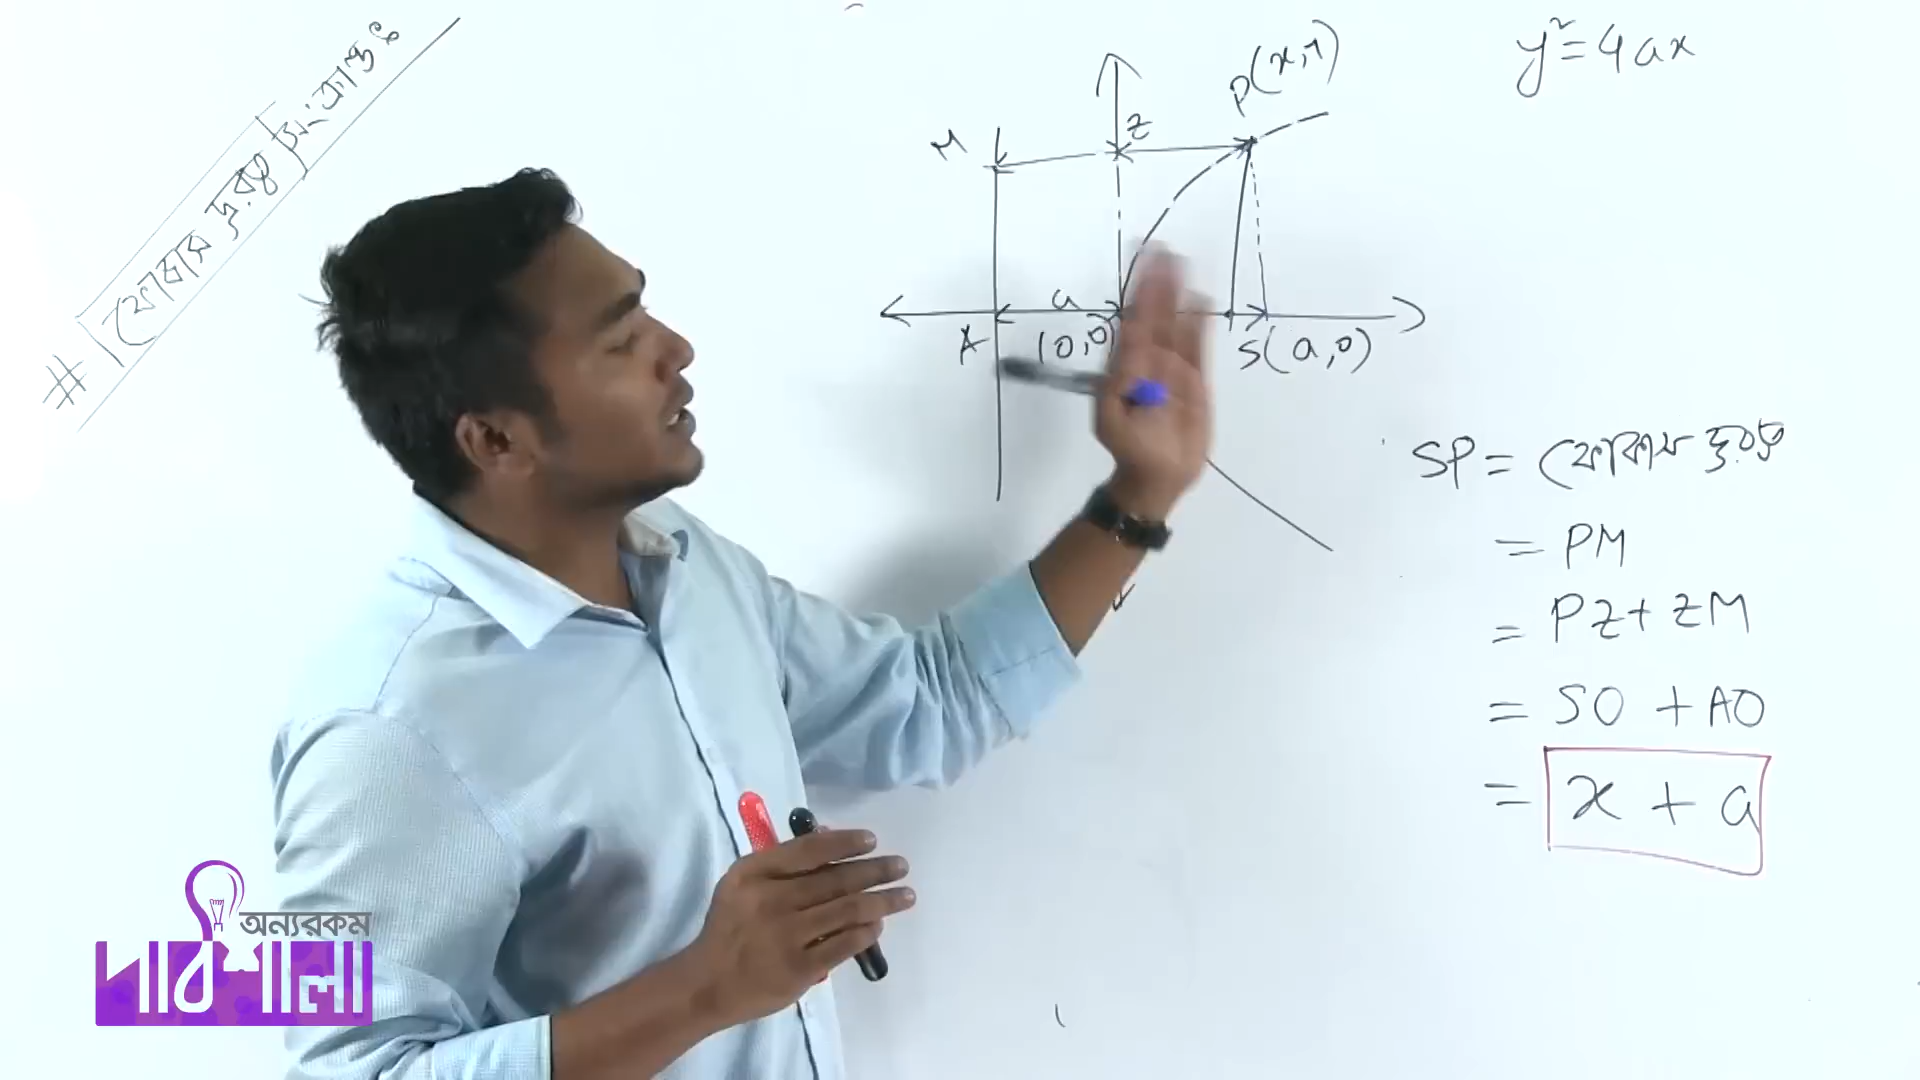 # ফোকাস দূরত্ব সংক্রান্তঃ
y²=4ax
P(x,y)
Z
M
a
A
(0,0)
S(a,0)
SP = ফোকাস দূরত্ব
= PM
= PZ+ZM
= SO + AO
= x + a
অন্যরকম
পাঠশালা